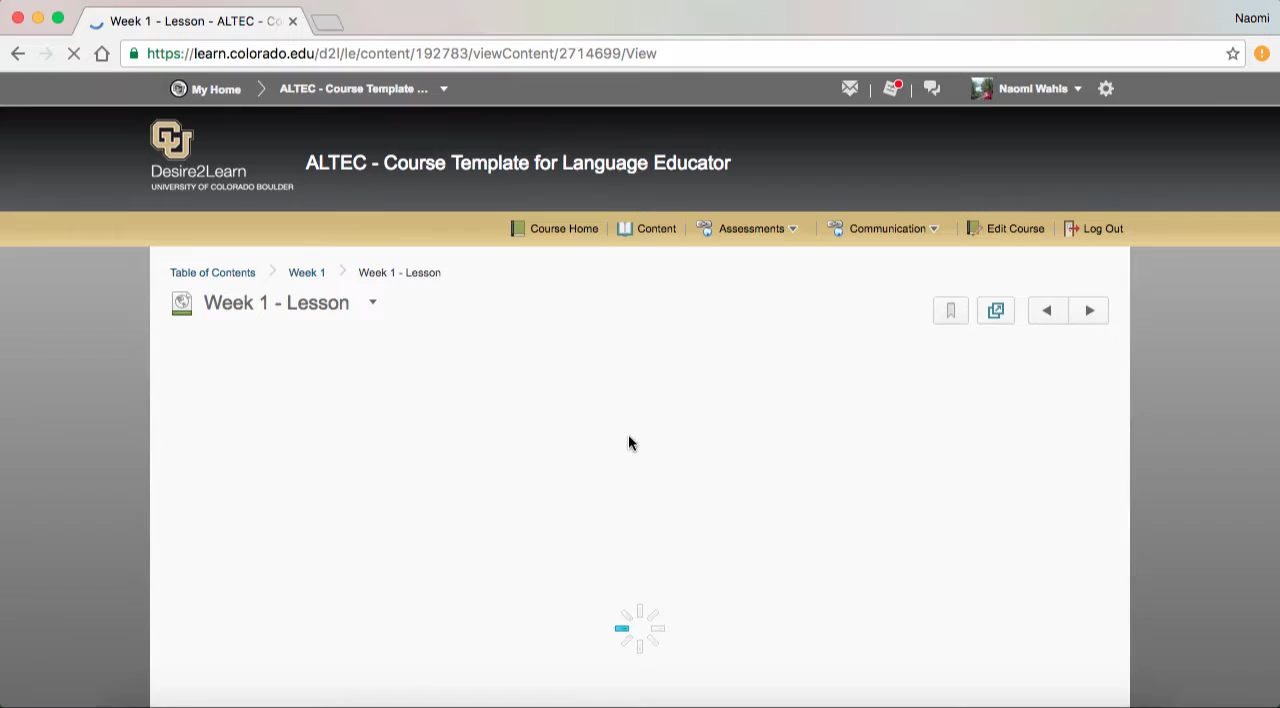 Week 1 - Lesson - ALTEC - Co
Naomi
https://learn.colorado.edu/d2l/le/content/192783/viewContent/2714699/View
My Home
ALTEC - Course Template ...
Naomi Wahls
CU
Desire2Learn
UNIVERSITY OF COLORADO BOULDER
ALTEC - Course Template for Language Educator
Course Home
Content
Assessments
Communication
Edit Course
Log Out
Table of Contents
Week 1
Week 1 - Lesson
Week 1 - Lesson